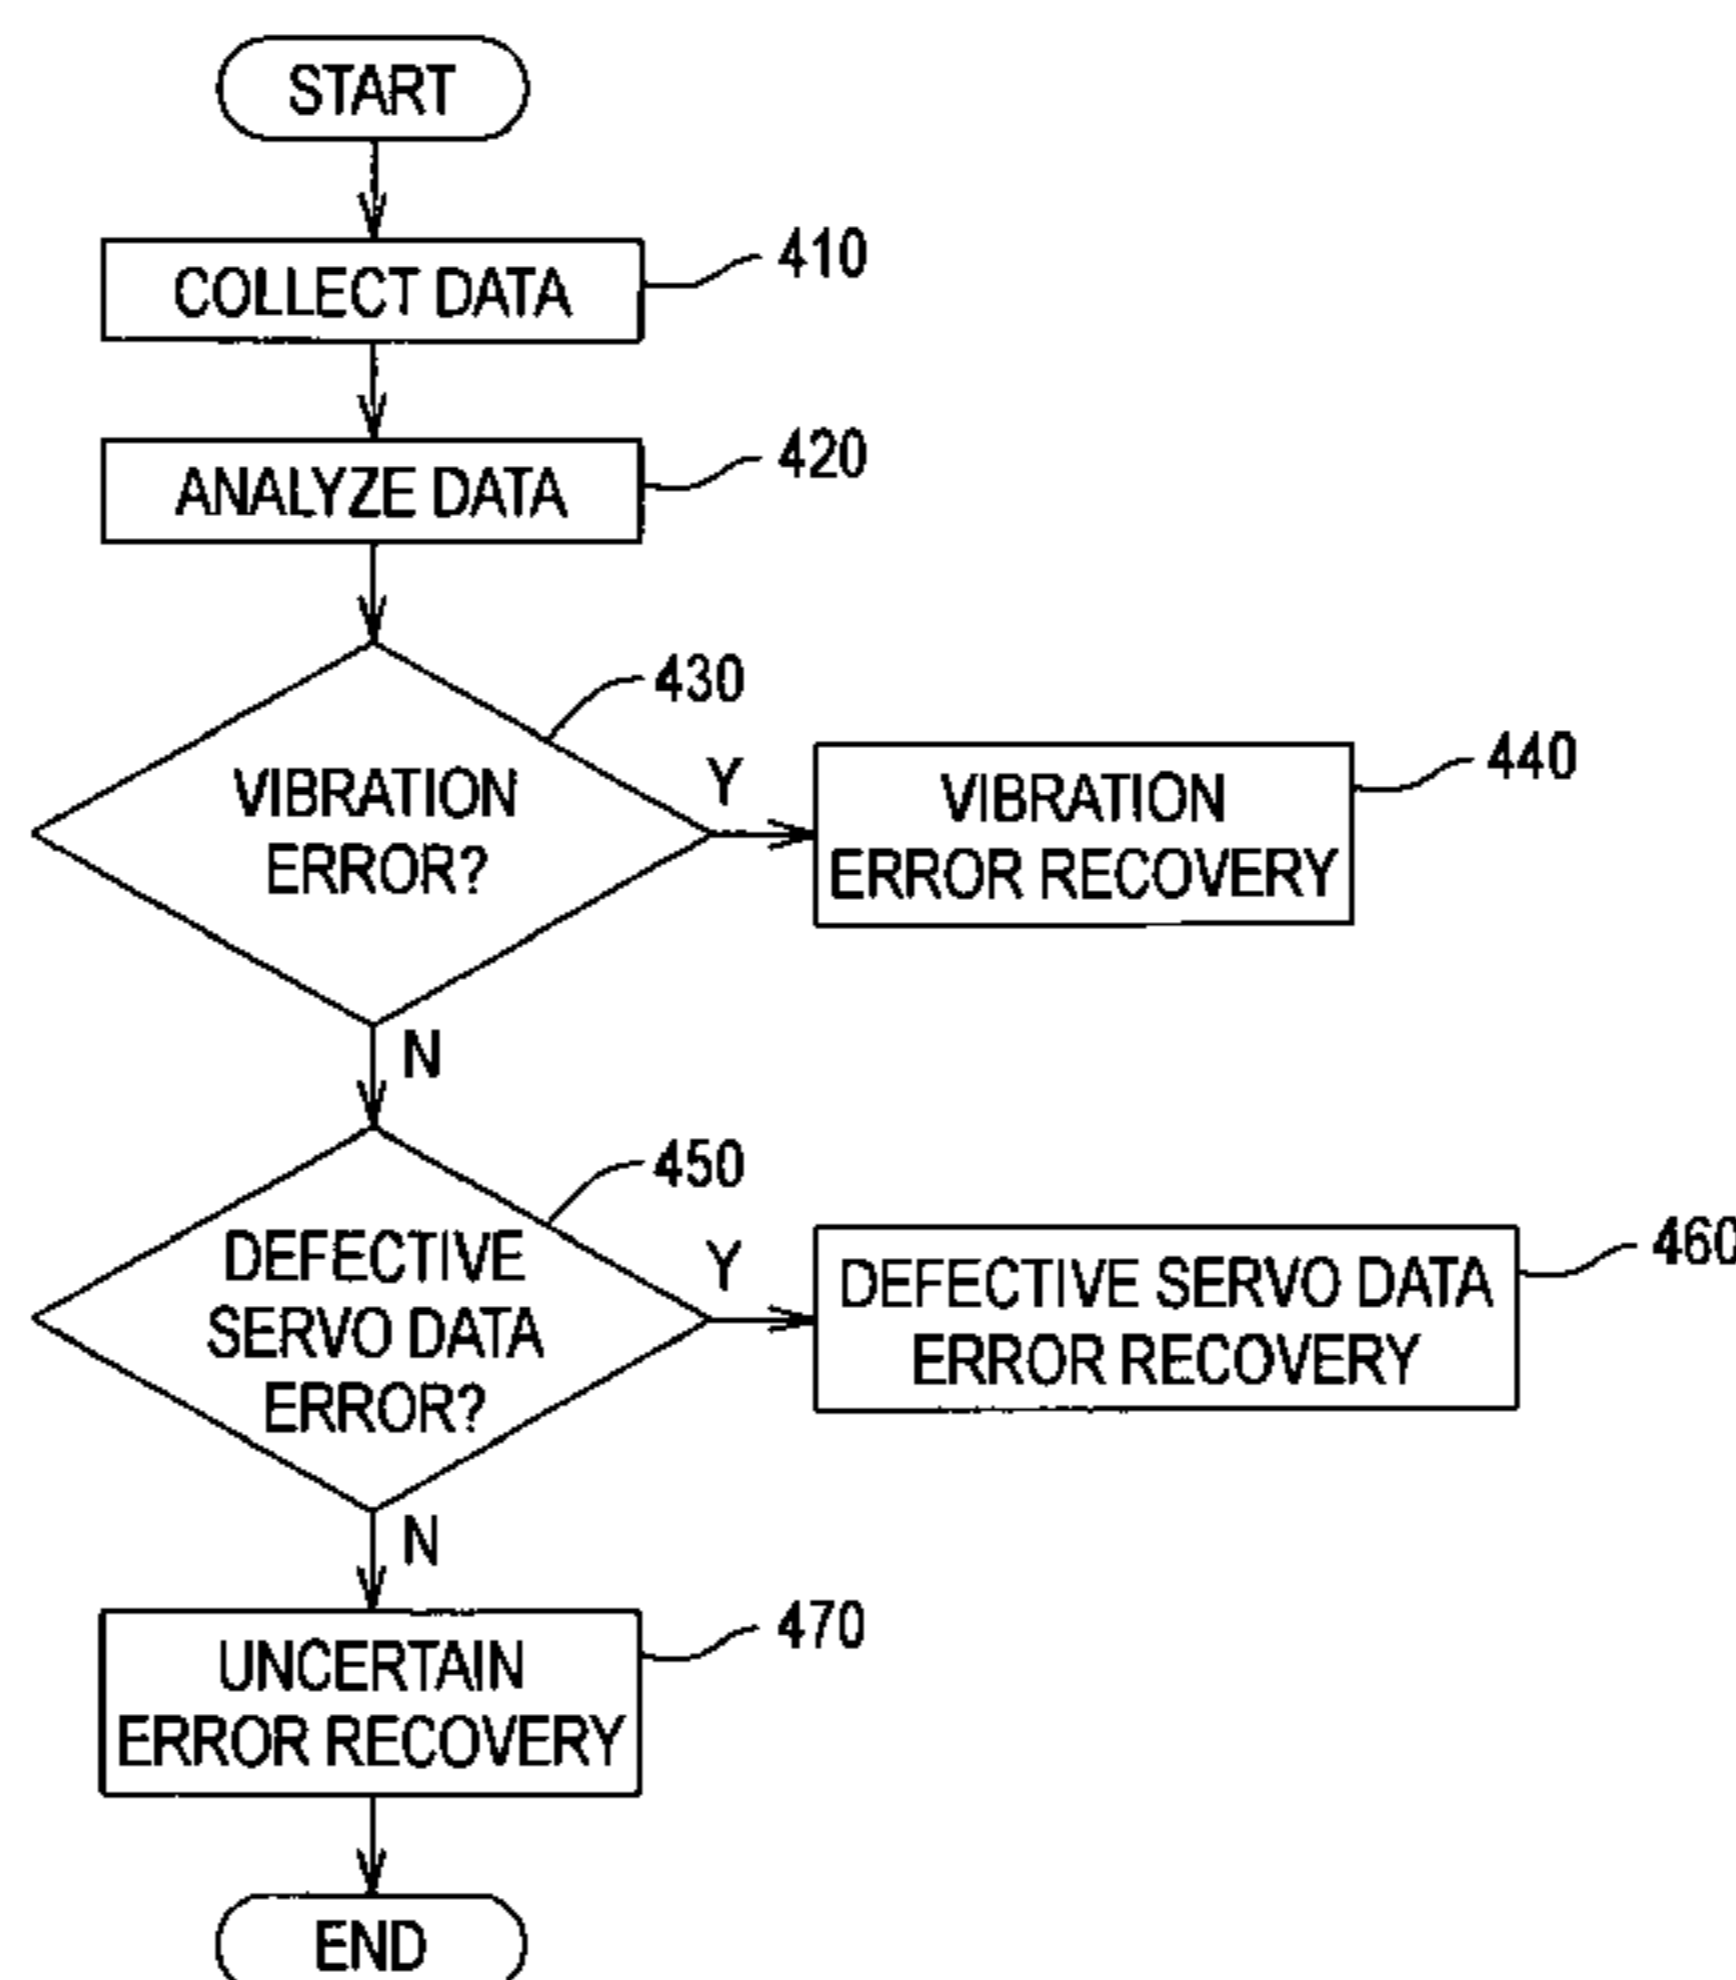 START
COLLECT DATA
410
ANALYZE DATA
420
430
VIBRATION
ERROR?
Y
VIBRATION
ERROR RECOVERY
440
N
450
DEFECTIVE
SERVO DATA
ERROR?
Y
DEFECTIVE SERVO DATA
ERROR RECOVERY
460
N
UNCERTAIN
ERROR RECOVERY
470
END